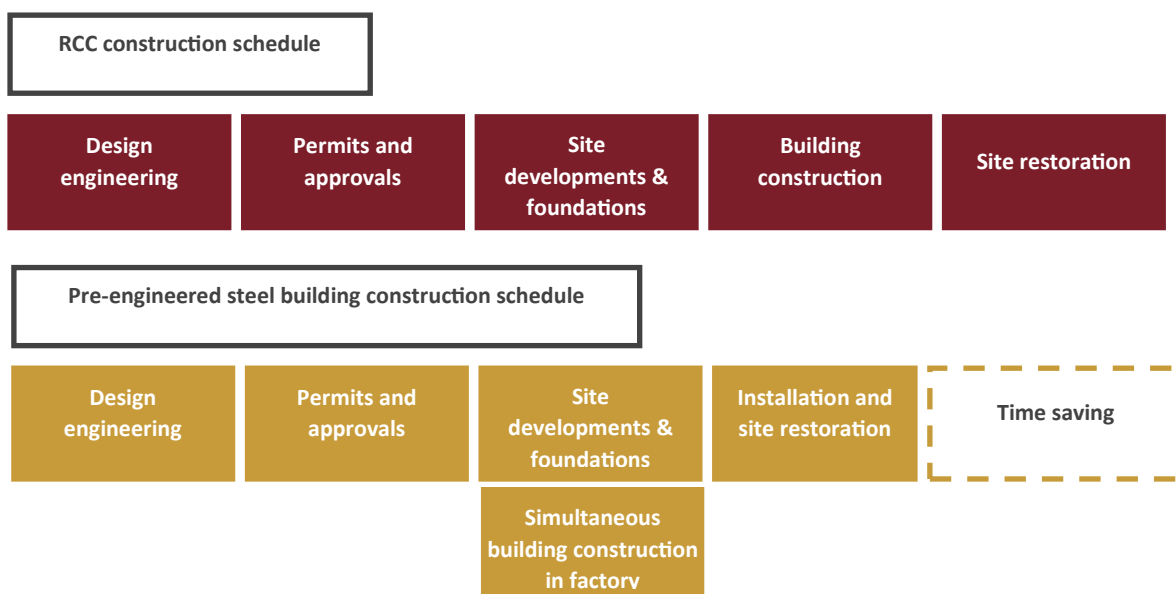 RCC construction schedule
Design
engineering
Permits and
approvals
Site
developments &
foundations
Building
construction
Site restoration
Pre-engineered steel building construction schedule
Design
engineering
Permits and
approvals
Site
developments &
foundations
Installation and
site restoration
Time saving
Simultaneous
building construction
in factory